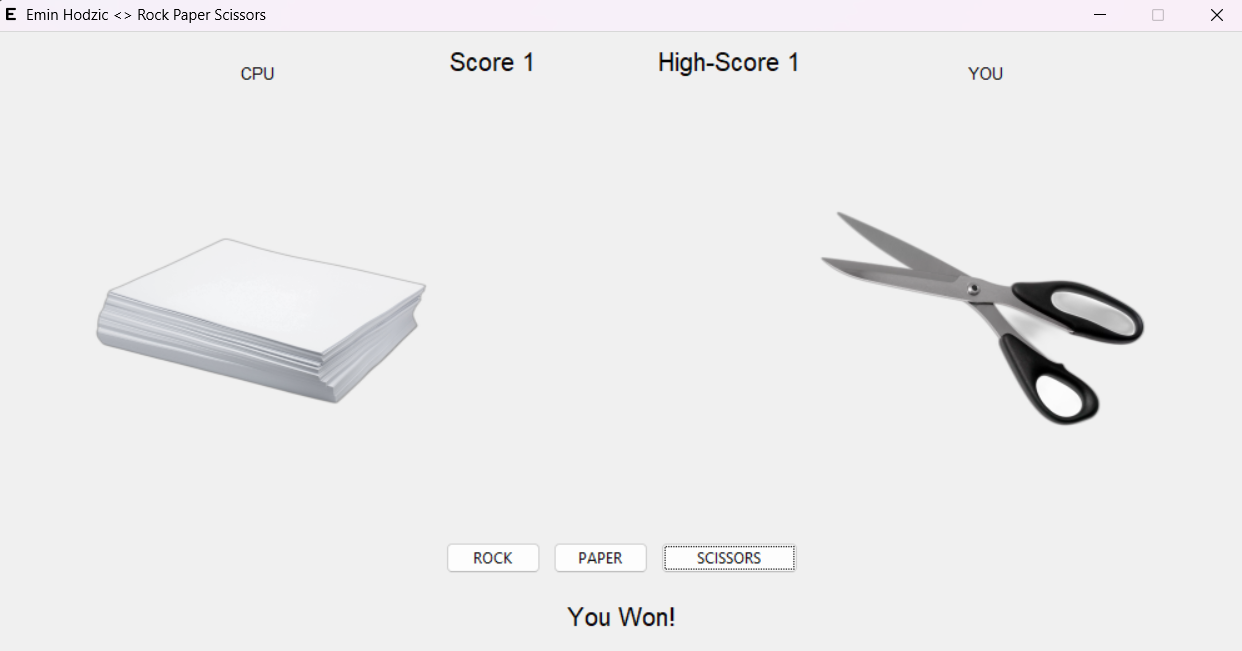 E Emin Hodzic <> Rock Paper Scissors
CPU
Score 1
High-Score 1
YOU
ROCK
PAPER
SCISSORS
You Won!